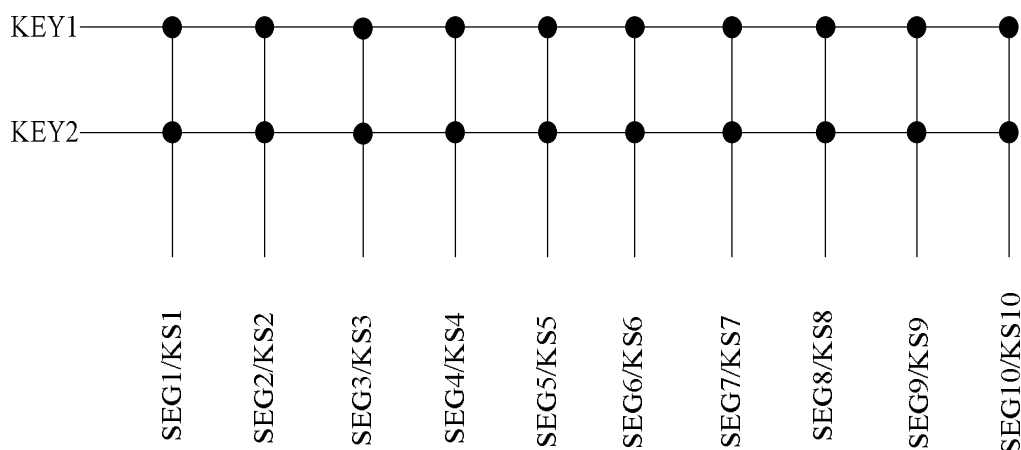 KEY1
KEY2
SEG1/KS1
SEG2/KS2
SEG3/KS3
SEG4/KS4
SEG5/KS5
SEG6/KS6
SEG7/KS7
SEG8/KS8
SEG9/KS9
SEG10/KS10